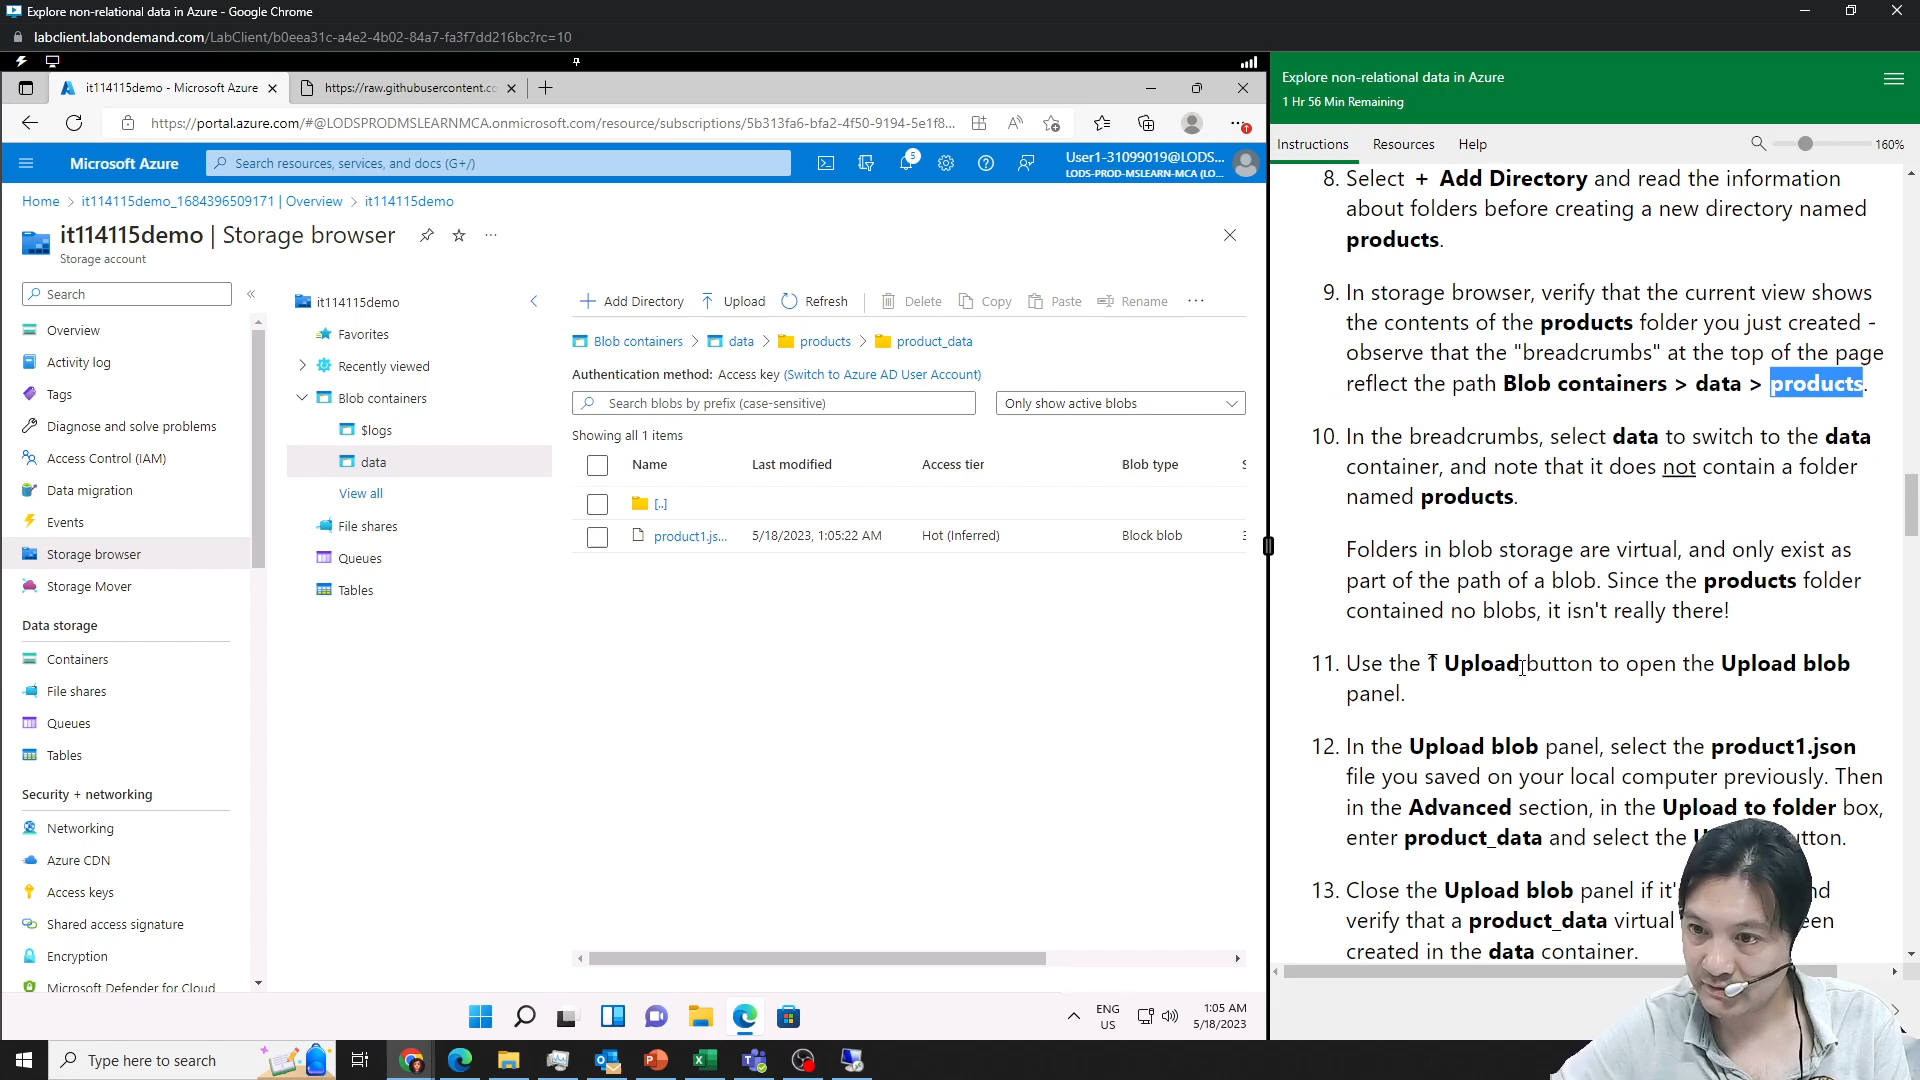 Explore non-relational data in Azure - Google Chrome
labclient.labondemand.com/LabClient/b0eea31c-a4e2-4b02-84a7-fa3f7dd216bc?rc=10
it114115demo - Microsoft Azure
https://raw.githubusercontent.cc
https://portal.azure.com/#@LODSPRODMSLEARNMCA.onmicrosoft.com/resource/subscriptions/5b313fa6-bfa2-4f50-9194-5e1f8...
Microsoft Azure
Search resources, services, and docs (G+/)
5
User1-31099019@LODS...
LODS-PROD-MSLEARN-MCA (LO...
Home > it114115demo_1684396509171 | Overview > it114115demo
it114115demo | Storage browser
Storage account
Search
Overview
Activity log
Tags
Diagnose and solve problems
Access Control (IAM)
Data migration
Events
Storage browser
Storage Mover
Data storage
Containers
File shares
Queues
Tables
Security + networking
Networking
Azure CDN
Access keys
Shared access signature
Encryption
Microsoft Defender for Cloud
it114115demo
Favorites
Recently viewed
Blob containers
$logs
data
View all
File shares
Queues
Tables
Add Directory
Upload
Refresh
Delete
Copy
Paste
Rename
Blob containers > data > products > product_data
Authentication method: Access key (Switch to Azure AD User Account)
Search blobs by prefix (case-sensitive)
Only show active blobs
Showing all 1 items
Name Last modified Access tier Blob type
[..]
product1.js... 5/18/2023, 1:05:22 AM Hot (Inferred) Block blob
ENG
US
1:05 AM
5/18/2023
Explore non-relational data in Azure
1 Hr 56 Min Remaining
Instructions Resources Help
160%
8. Select + Add Directory and read the information
about folders before creating a new directory named
products.
9. In storage browser, verify that the current view shows
the contents of the products folder you just created -
observe that the "breadcrumbs" at the top of the page
reflect the path Blob containers > data > products.
10. In the breadcrumbs, select data to switch to the data
container, and note that it does not contain a folder
named products.
Folders in blob storage are virtual, and only exist as
part of the path of a blob. Since the products folder
contained no blobs, it isn't really there!
11. Use the ⤒ Upload button to open the Upload blob
panel.
12. In the Upload blob panel, select the product1.json
file you saved on your local computer previously. Then
in the Advanced section, in the Upload to folder box,
enter product_data and select the
13. Close the Upload blob panel if
verify that a product_data virtual
created in the data container.
Type here to search